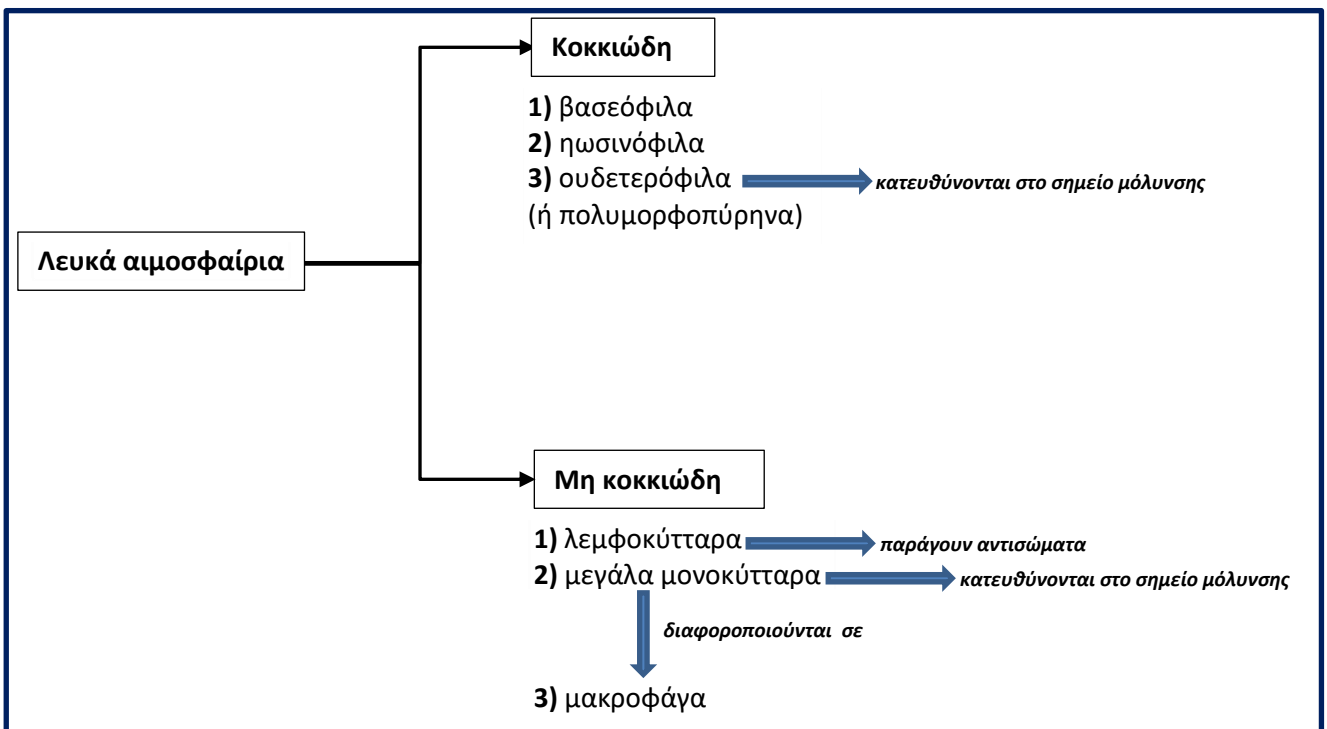 Κοκκιώδη
1) βασεόφιλα
2) ηωσινόφιλα
3) ουδετερόφιλα κατευθύνονται στο σημείο μόλυνσης
(ή πολυμορφοπύρηνα)
Λευκά αιμοσφαίρια
Μη κοκκιώδη
1) λεμφοκύτταρα παράγουν αντισώματα
2) μεγάλα μονοκύτταρα κατευθύνονται στο σημείο μόλυνσης
διαφοροποιούνται σε
3) μακροφάγα